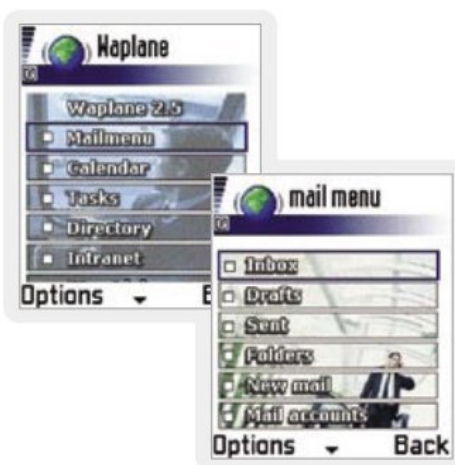 Waplane
Waplane 2.5
Mailmenu
Calendar
Tasks
Directory
Intranet
Options
mail menu
Inbox
Drafts
Sent
Folders
New mail
Mail accounts
Options Back